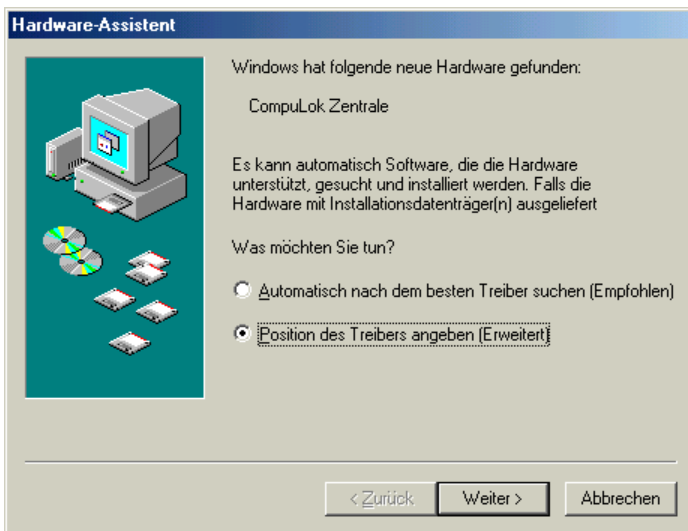 Hardware-Assistent
Windows hat folgende neue Hardware gefunden:
CompuLok Zentrale
Es kann automatisch Software, die die Hardware
unterstützt, gesucht und installiert werden. Falls die
Hardware mit Installationsdatenträger(n) ausgeliefert
Was möchten Sie tun?
Automatisch nach dem besten Treiber suchen (Empfohlen)
Position des Treibers angeben (Erweitert)
< Zurück
Weiter >
Abbrechen